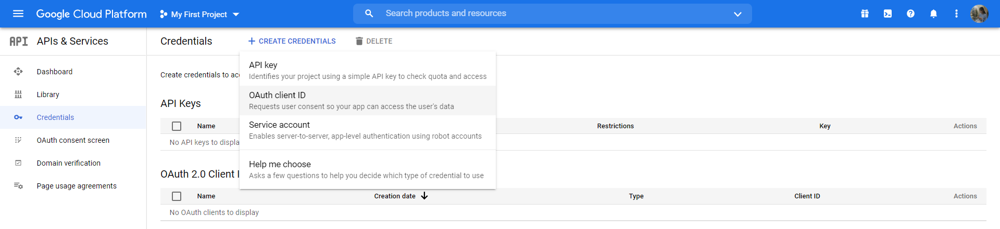 Google Cloud Platform
My First Project
Search products and resources
API
APIs & Services
Credentials
CREATE CREDENTIALS
DELETE
Dashboard
Library
Credentials
OAuth consent screen
Domain verification
Page usage agreements
Create credentials to acc
API key
Identifies your project using a simple API key to check quota and access
OAuth client ID
Requests user consent so your app can access the user's data
Service account
Enables server-to-server, app-level authentication using robot accounts
Help me choose
Asks a few questions to help you decide which type of credential to use
API Keys
Name Restrictions Key Actions
No API keys to displa
OAuth 2.0 Client I
Name Creation date Type Client ID Actions
No OAuth clients to display